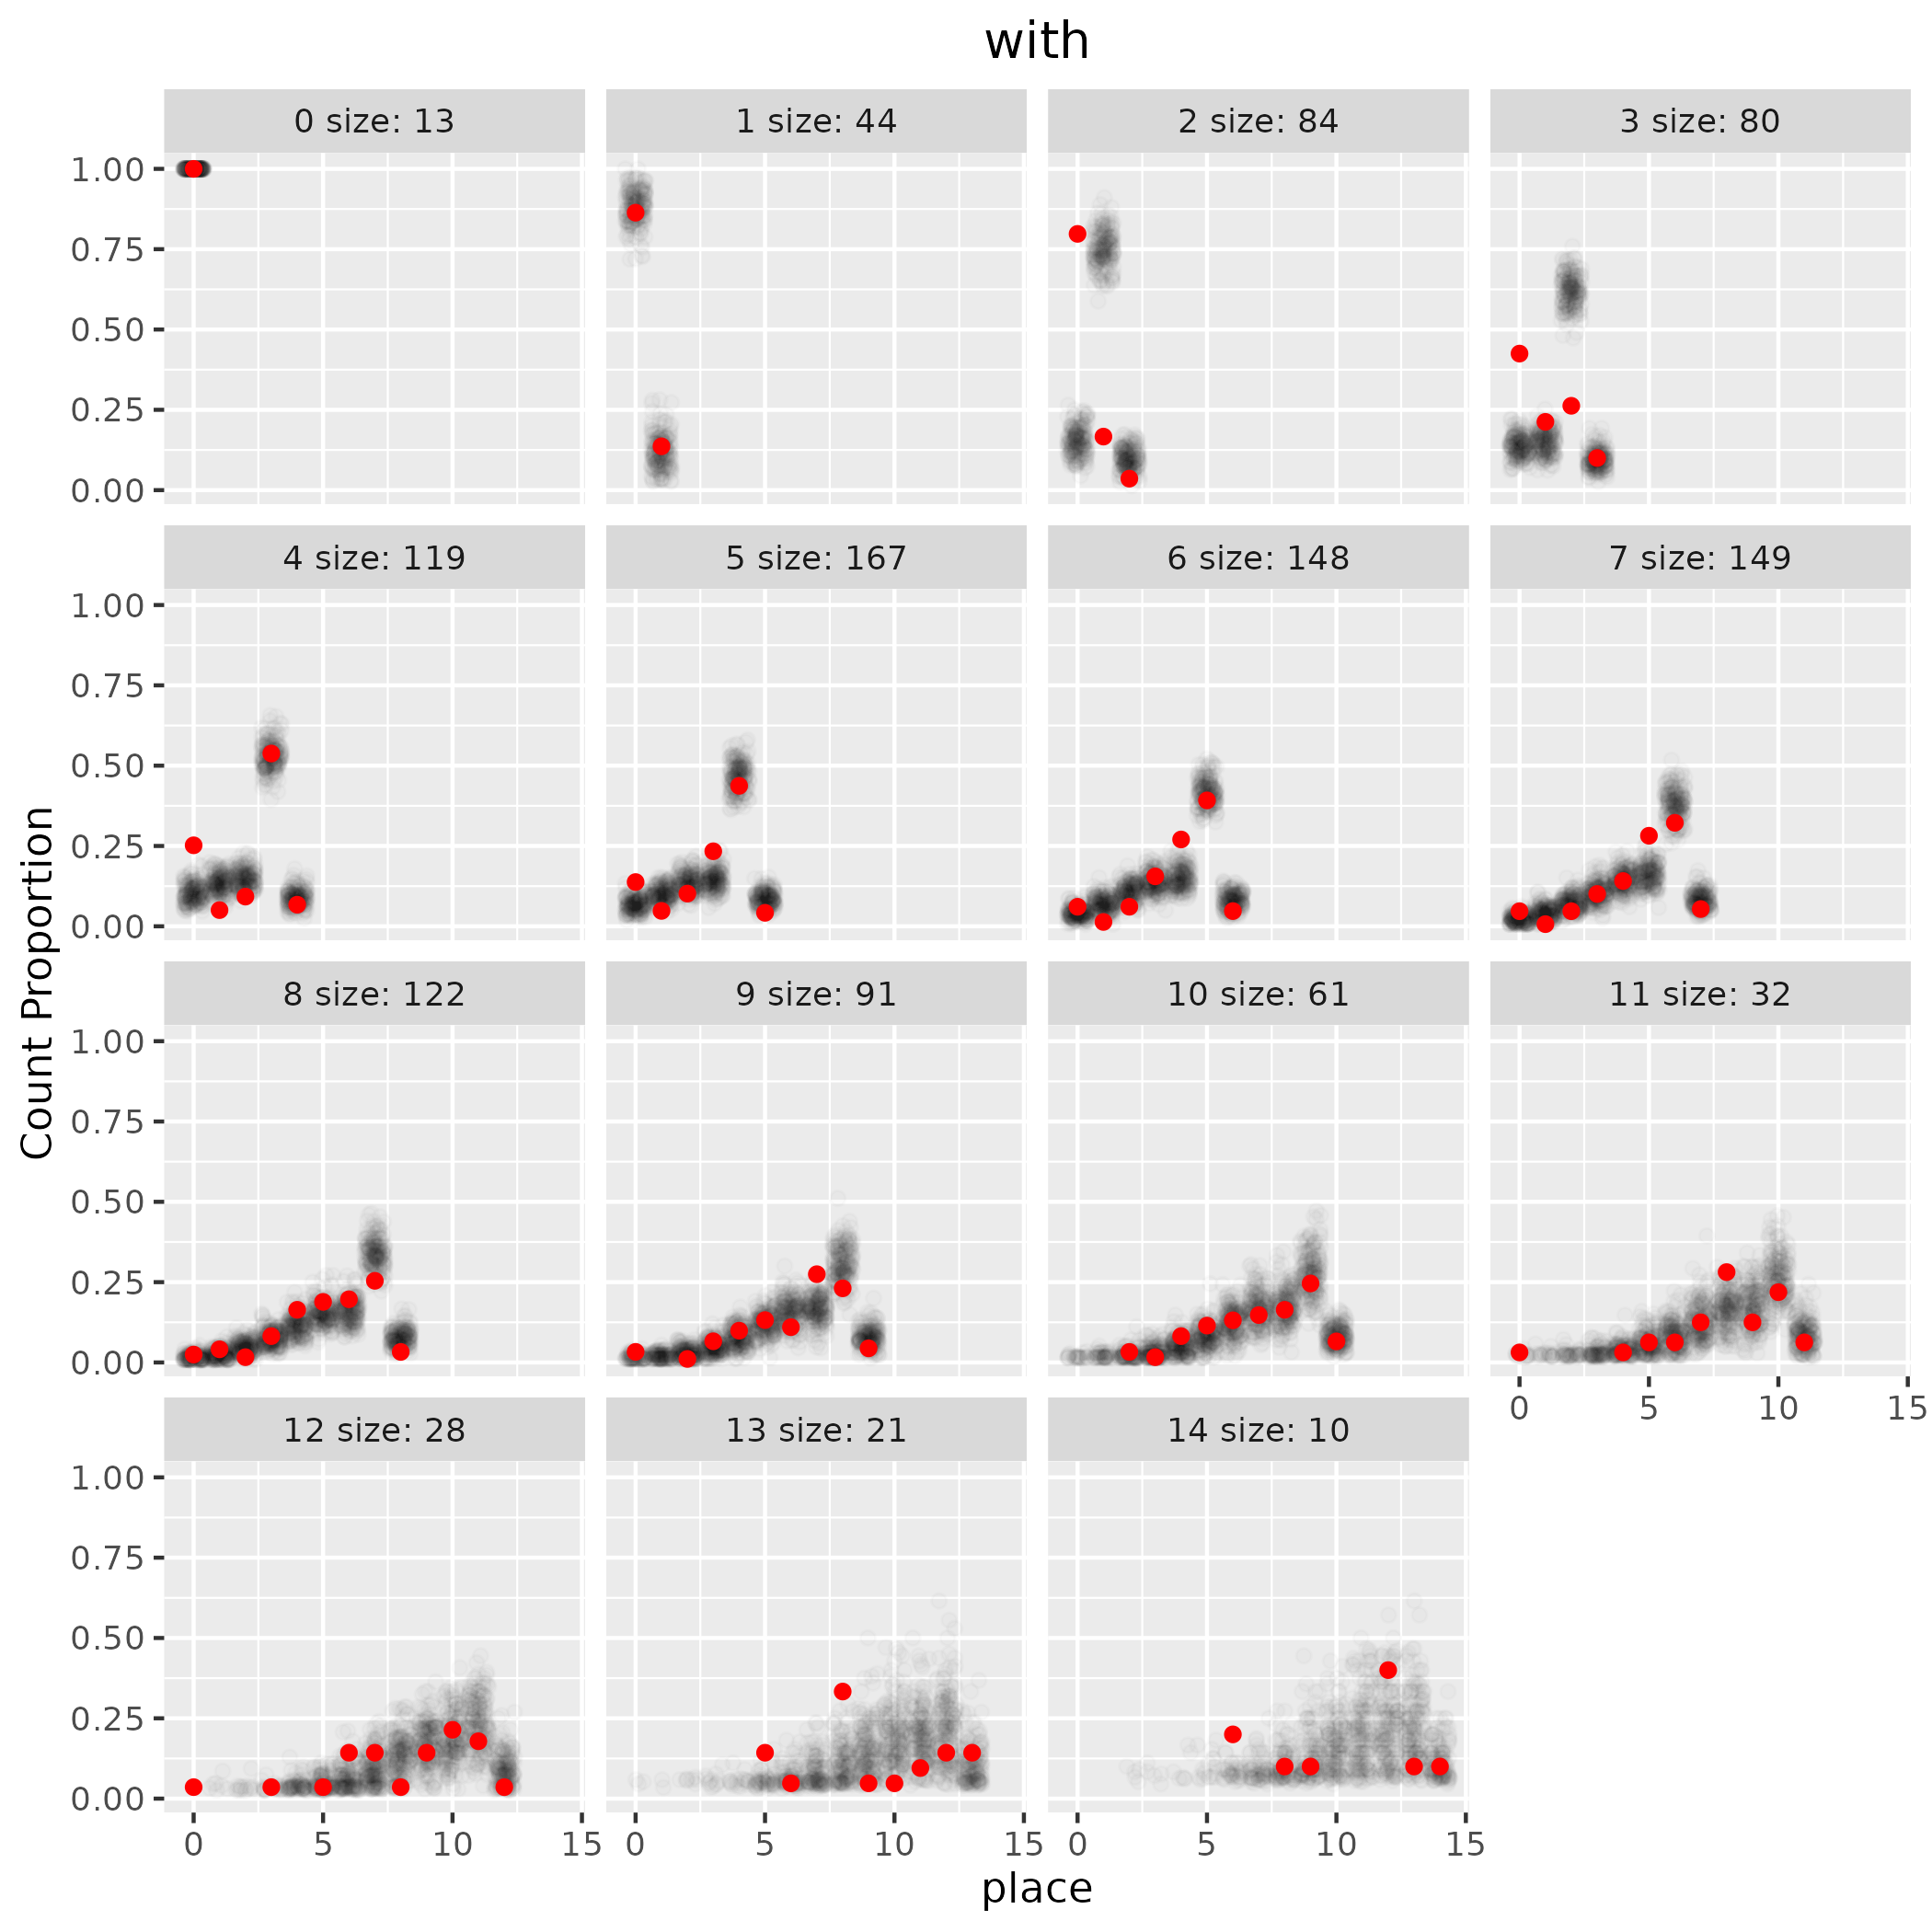 with
0 size: 13
1 size: 44
2 size: 84
3 size: 80
1.00
0.75
0.50
0.25
0.00
4 size: 119
5 size: 167
6 size: 148
7 size: 149
1.00
0.75
0.50
0.25
0.00
Count Proportion
8 size: 122
9 size: 91
10 size: 61
11 size: 32
1.00
0.75
0.50
0.25
0.00
0 5 10 15
12 size: 28
13 size: 21
14 size: 10
1.00
0.75
0.50
0.25
0.00
0 5 10 15
0 5 10 15
0 5 10 15
place